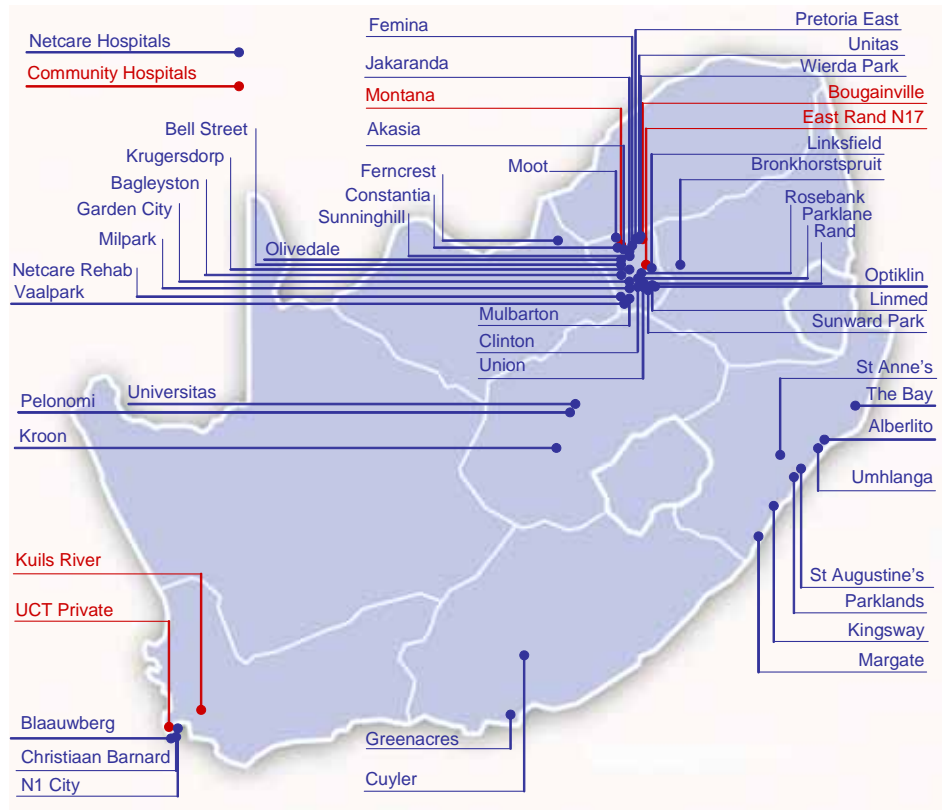 Netcare Hospitals
Community Hospitals
Femina
Jakaranda
Montana
Akasia
Bell Street
Krugersdorp
Bagleyston
Garden City
Milpark
Netcare Rehab
Vaalpark
Ferncrest
Constantia
Sunninghill
Olivedale
Moot
Pretoria East
Unitas
Wierda Park
Bougainville
East Rand N17
Linksfield
Bronkhorstspruit
Rosebank
Parklane
Rand
Optiklin
Linmed
Sunward Park
Mulbarton
Clinton
Union
Universitas
Pelonomi
Kroon
St Anne's
The Bay
Alberlito
Umhlanga
St Augustine's
Parklands
Kingsway
Margate
Kuils River
UCT Private
Blaauwberg
Christiaan Barnard
N1 City
Greenacres
Cuyler